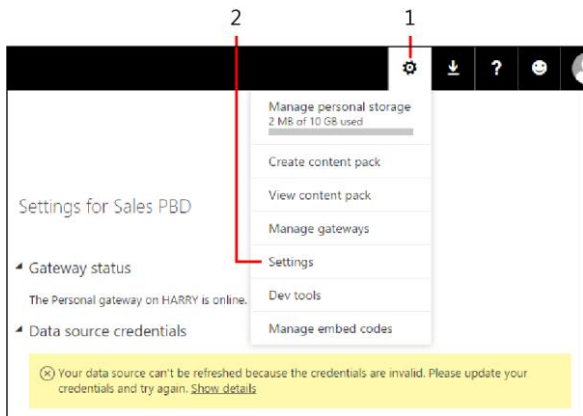 2
1
?
Manage personal storage
2 MB of 10 GB used
Create content pack
View content pack
Settings for Sales PBD
Manage gateways
Settings
Gateway status
The Personal gateway on HARRY is online.
Dev tools
Data source credentials
Manage embed codes
Your data source can't be refreshed because the credentials are invalid. Please update your
credentials and try again. Show details